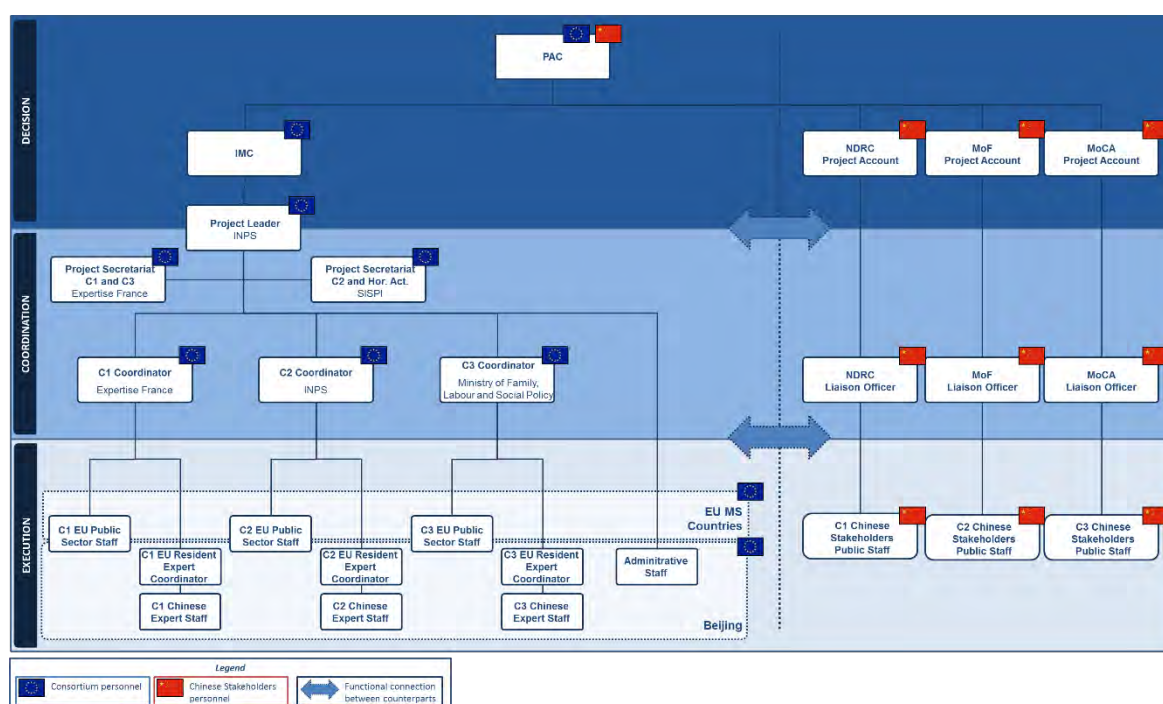 DECISION
PAC
IMC
NDRC
Project Account
MoF
Project Account
MoCA
Project Account
Project Leader
INPS
COORDINATION
Project Secretariat
C1 and C3
Expertise France
Project Secretariat
C2 and Hor. Act.
SISPI
C1 Coordinator
Expertise France
C2 Coordinator
INPS
C3 Coordinator
Ministry of Family,
Labour and Social Policy
NDRC
Liaison Officer
MoF
Liaison Officer
MoCA
Liaison Officer
EXECUTION
EU MS
Countries
C1 EU Public
Sector Staff
C2 EU Public
Sector Staff
C3 EU Public
Sector Staff
C1 Chinese
Stakeholders
Public Staff
C2 Chinese
Stakeholders
Public Staff
C3 Chinese
Stakeholders
Public Staff
C1 EU Resident
Expert
Coordinator
C2 EU Resident
Expert
Coordinator
C3 EU Resident
Expert
Coordinator
Adminitrative
Staff
C1 Chinese
Expert Staff
C2 Chinese
Expert Staff
C3 Chinese
Expert Staff
Beijing
Legend
Consortium personnel
Chinese Stakeholders
personnel
Functional connection
between counterparts